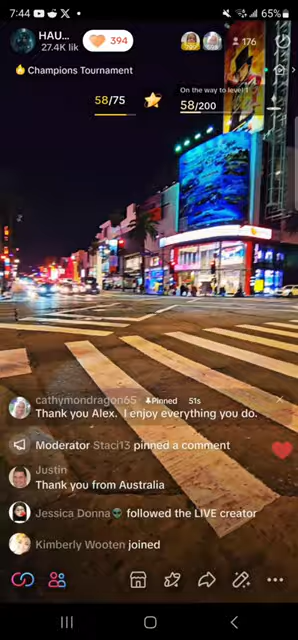 7:44
65%
HAU...
27.4K lik
394
176
Champions Tournament
On the way to level 1
58/75
58/200
cathymondragon65 Pinned 51s
Thank you Alex. I enjoy everything you do.
Moderator Staci13 pinned a comment
Justin
Thank you from Australia
Jessica Donna👽 followed the LIVE creator
Kimberly Wooten joined